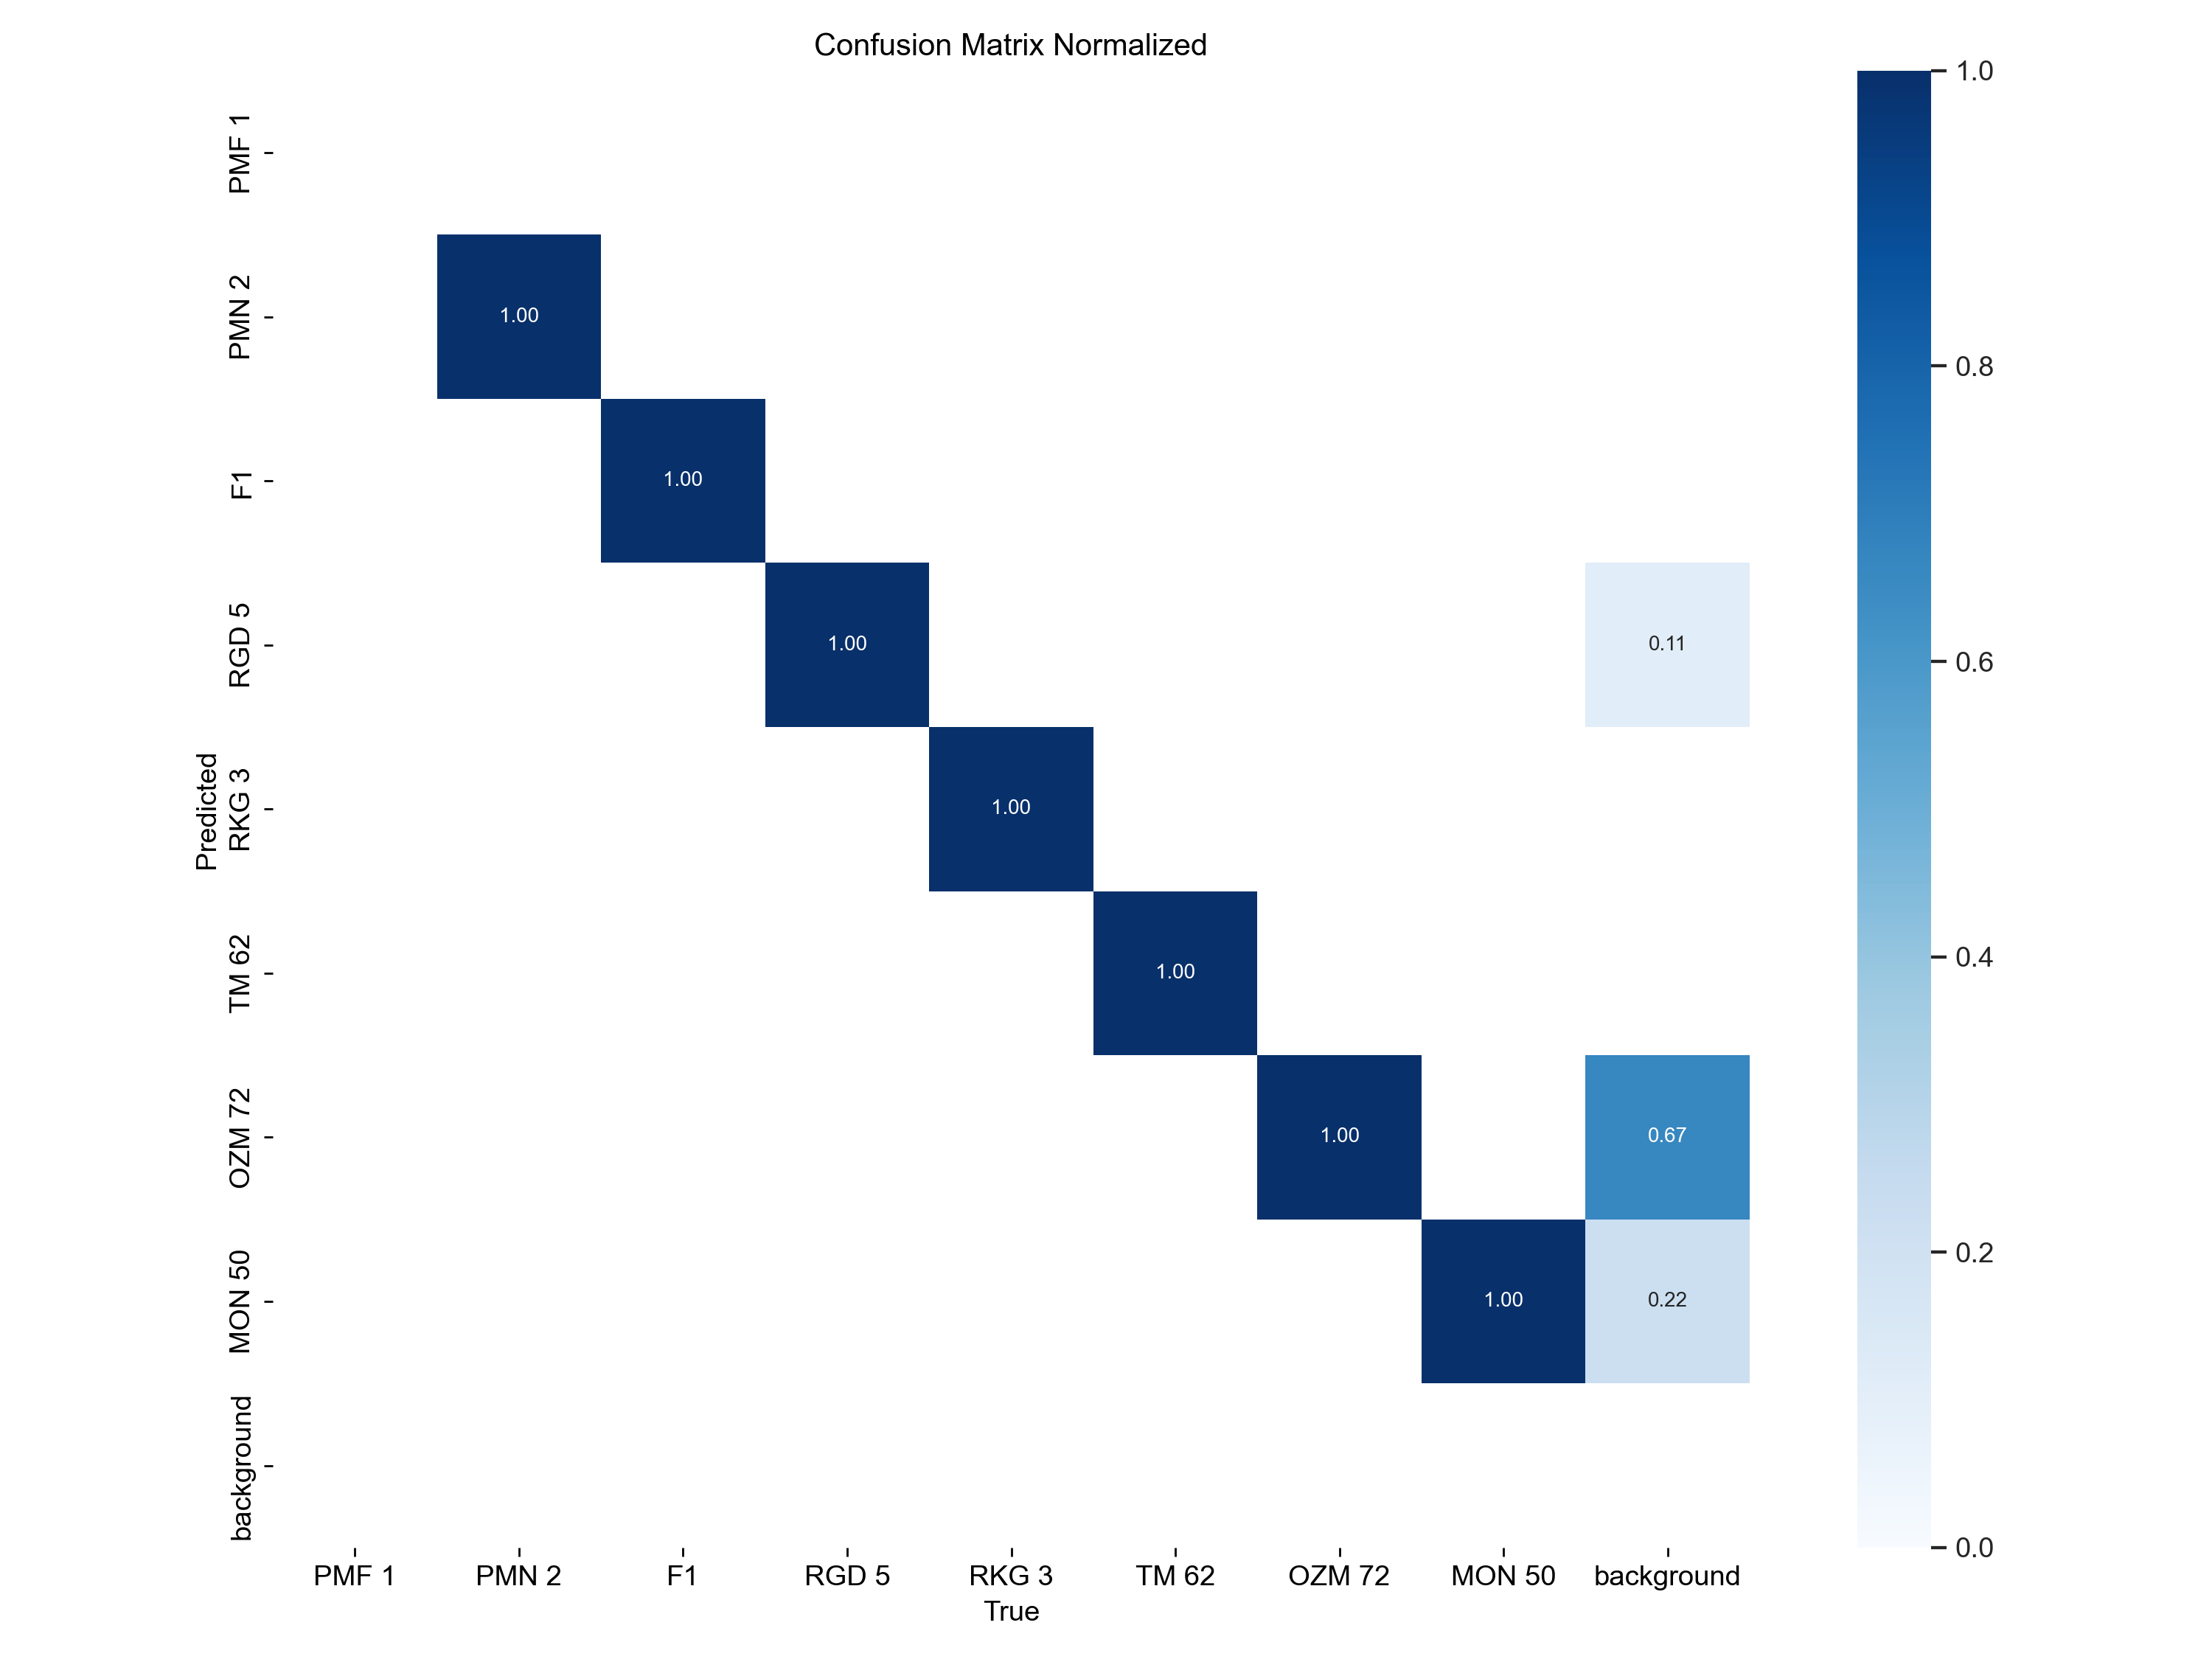 Confusion Matrix Normalized
PMF 1
PMN 2
F1
RGD 5
RKG 3
TM 62
OZM 72
MON 50
background
Predicted
1.00
1.00
1.00
0.11
1.00
1.00
1.00
0.67
1.00
0.22
PMF 1 PMN 2 F1 RGD 5 RKG 3 TM 62 OZM 72 MON 50 background
True
1.0
0.8
0.6
0.4
0.2
0.0